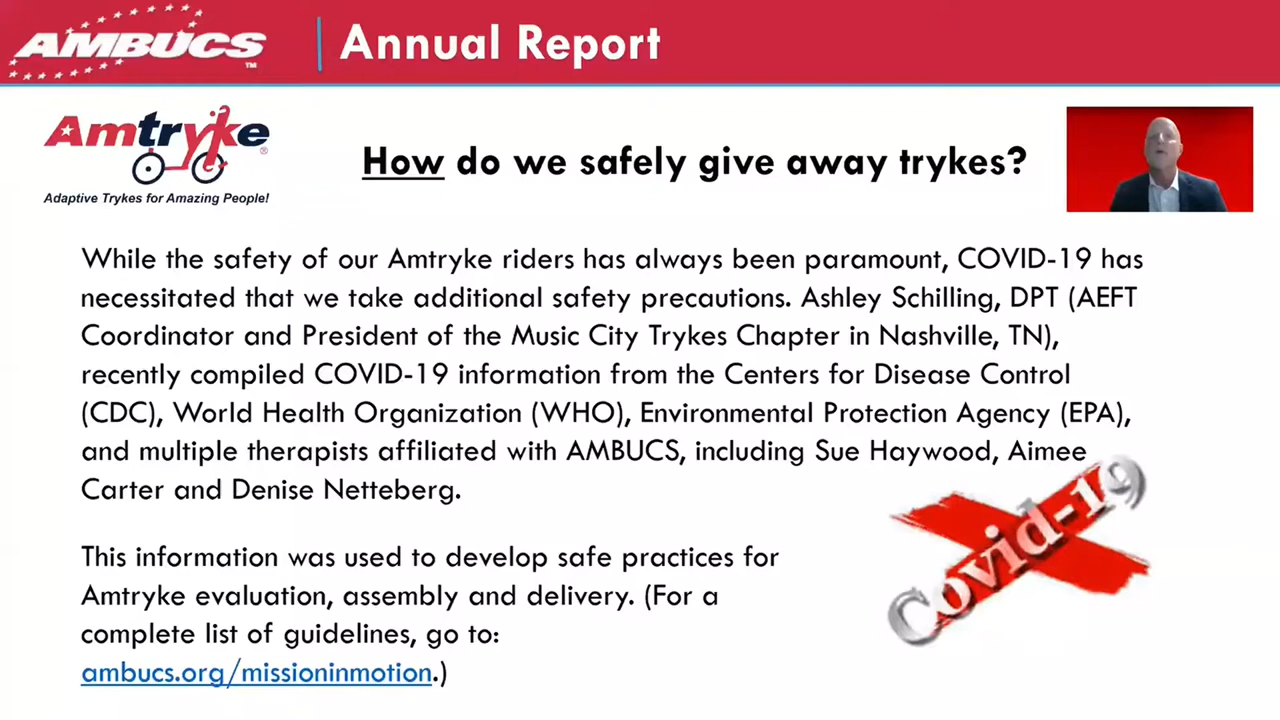 AMBUCS™
Annual Report
Amtryke®
Adaptive Trykes for Amazing People!
How do we safely give away trykes?
While the safety of our Amtryke riders has always been paramount, COVID-19 has
necessitated that we take additional safety precautions. Ashley Schilling, DPT (AEFT
Coordinator and President of the Music City Trykes Chapter in Nashville, TN),
recently compiled COVID-19 information from the Centers for Disease Control
(CDC), World Health Organization (WHO), Environmental Protection Agency (EPA),
and multiple therapists affiliated with AMBUCS, including Sue Haywood, Aimee
Carter and Denise Netteberg.
Covid-19
This information was used to develop safe practices for
Amtryke evaluation, assembly and delivery. (For a
complete list of guidelines, go to:
ambucs.org/missioninmotion.)